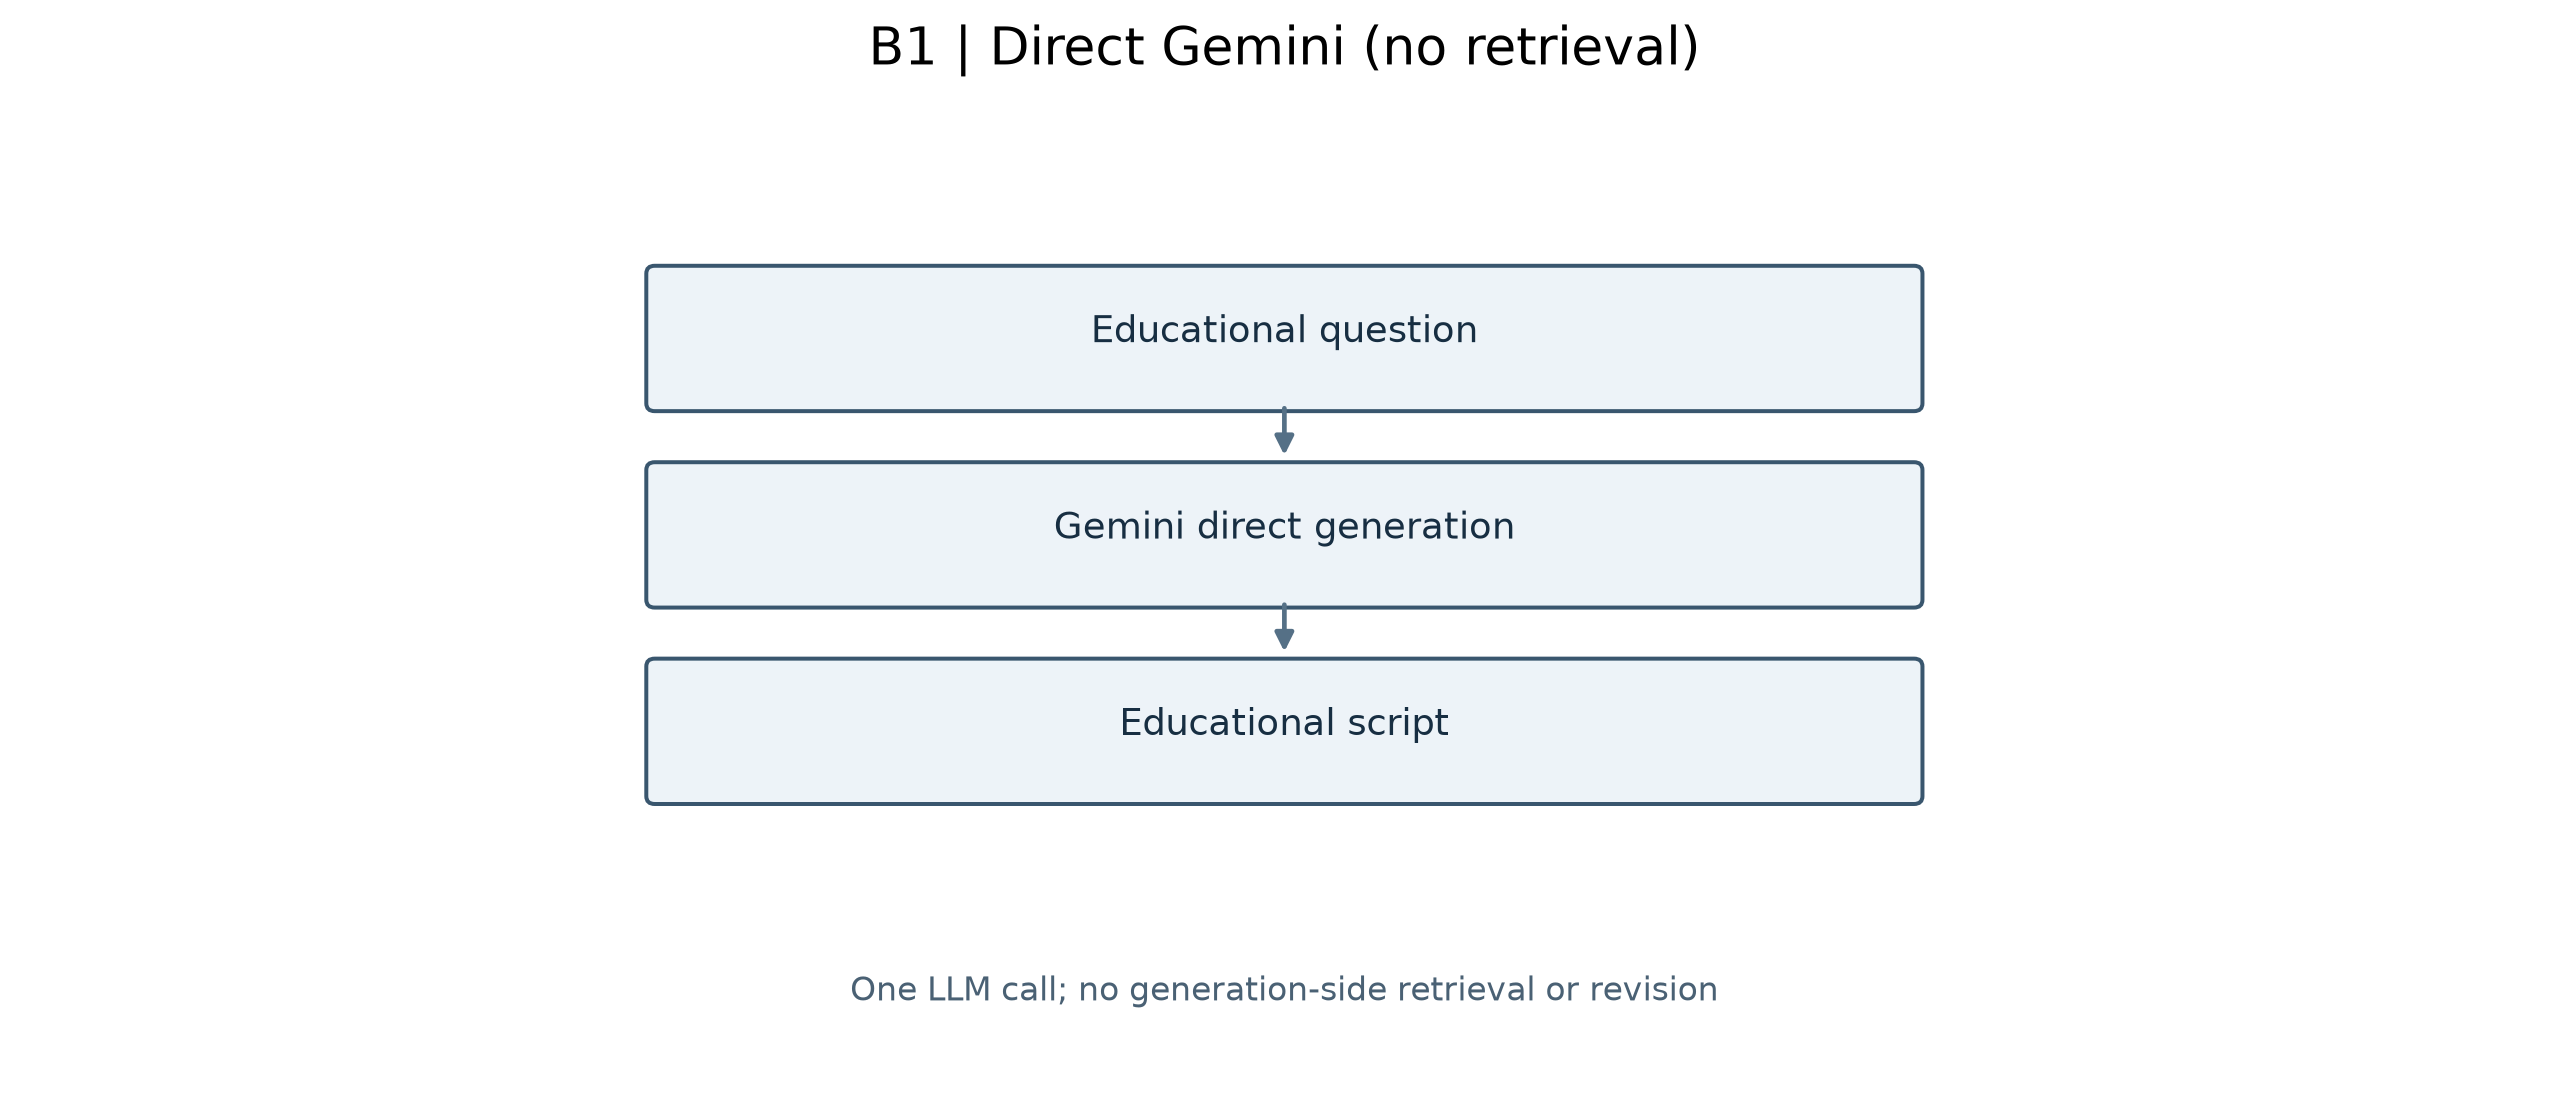 B1 | Direct Gemini (no retrieval)
Educational question
Gemini direct generation
Educational script
One LLM call; no generation-side retrieval or revision